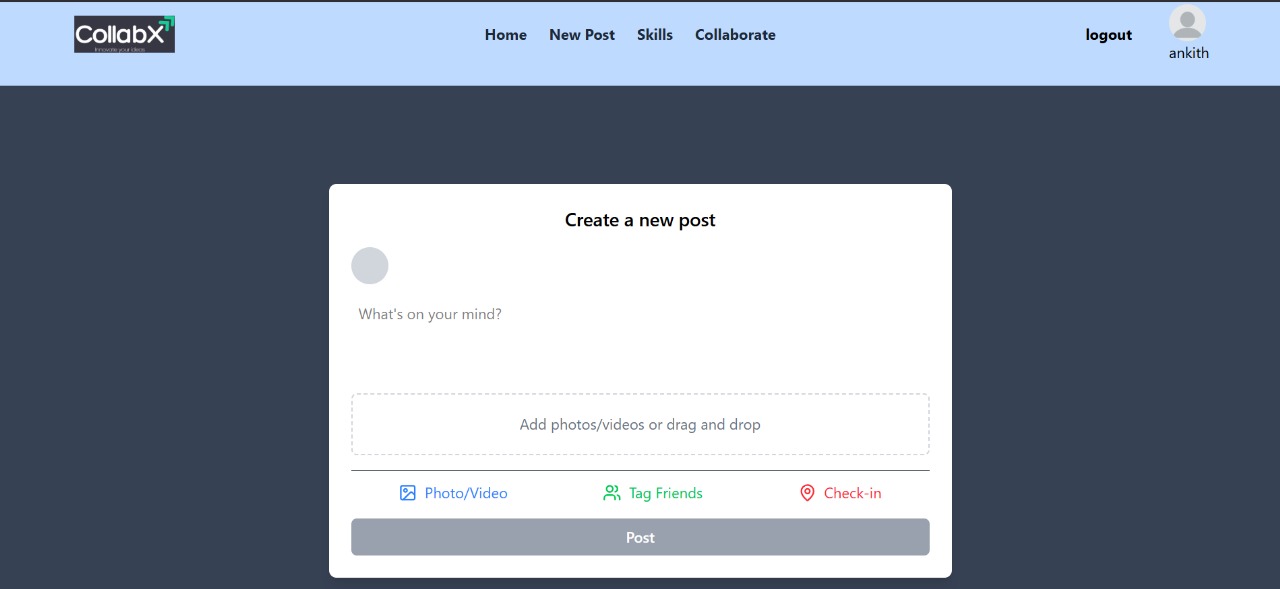 CollabX
Innovate your ideas
Home New Post Skills Collaborate logout
ankith
Create a new post
What's on your mind?
Add photos/videos or drag and drop
Photo/Video Tag Friends Check-in
Post